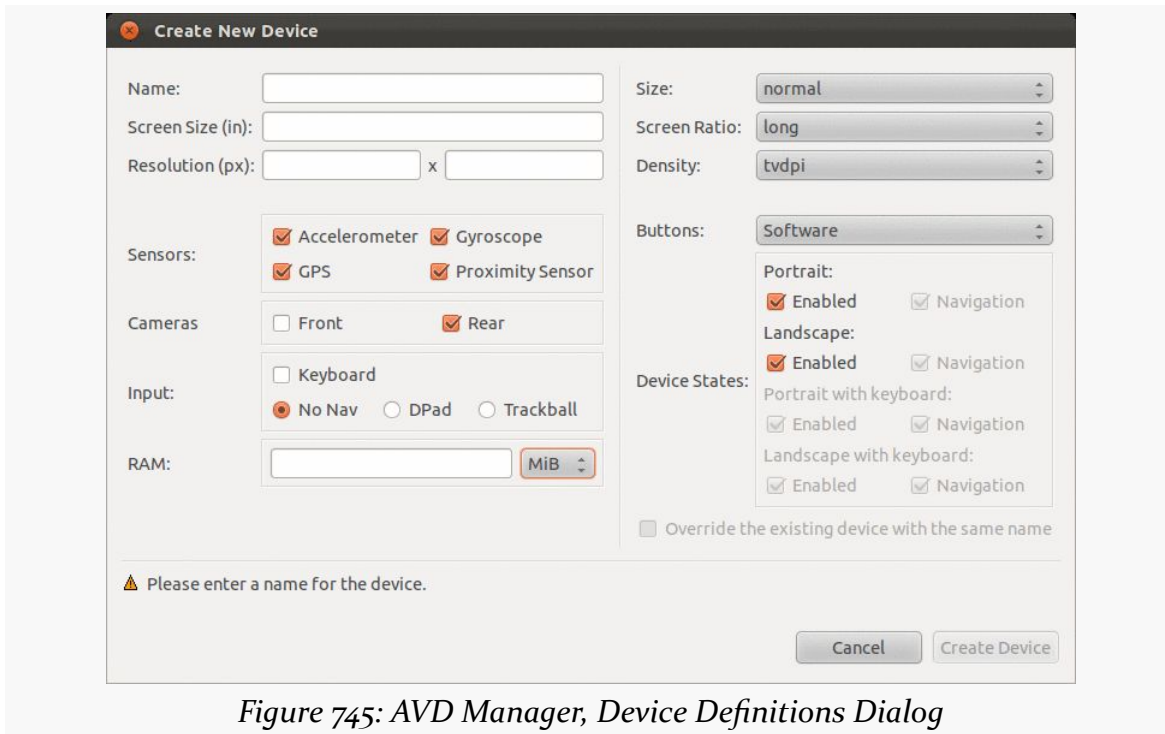 Create New Device
Name:
Screen Size (in):
Resolution (px): x
Sensors:
Accelerometer Gyroscope
GPS Proximity Sensor
Cameras
Front Rear
Input:
Keyboard
No Nav DPad Trackball
RAM: MiB
Size: normal
Screen Ratio: long
Density: tvdpi
Buttons: Software
Device States:
Portrait:
Enabled Navigation
Landscape:
Enabled Navigation
Portrait with keyboard:
Enabled Navigation
Landscape with keyboard:
Enabled Navigation
Override the existing device with the same name
Please enter a name for the device.
Cancel Create Device
Figure 745: AVD Manager, Device Definitions Dialog